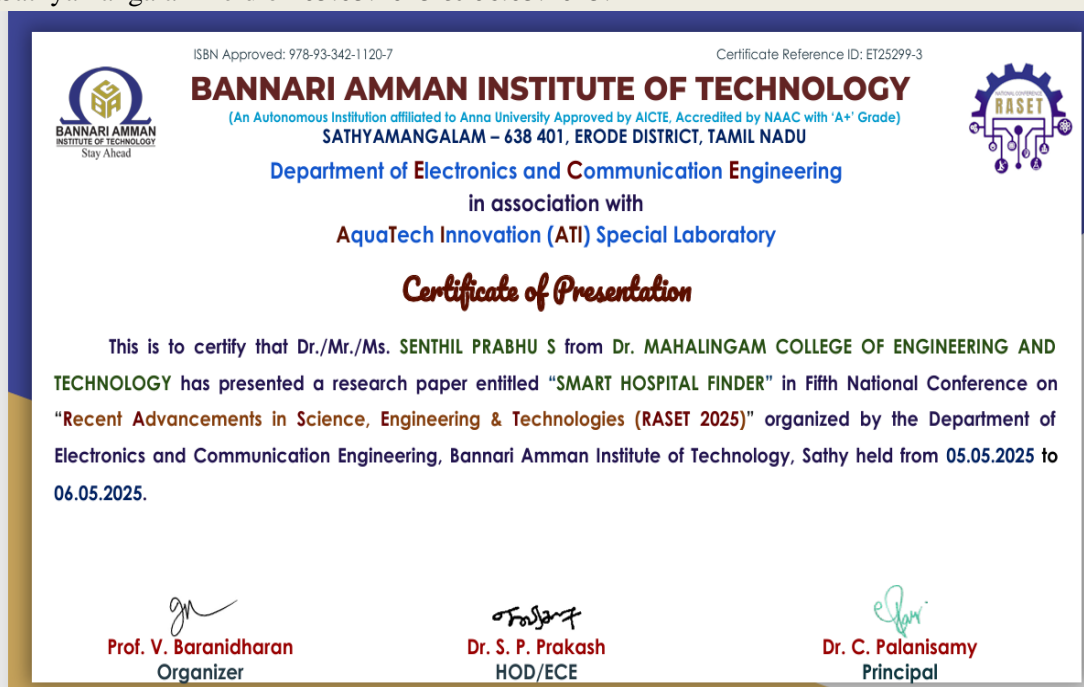 ISBN Approved: 978-93-342-1120-7
Certificate Reference ID: ET25299-3
BANNARI AMMAN
INSTITUTE OF TECHNOLOGY
Stay Ahead
BANNARI AMMAN INSTITUTE OF TECHNOLOGY
(An Autonomous Institution affiliated to Anna University Approved by AICTE, Accredited by NAAC with ‘A+’ Grade)
SATHYAMANGALAM – 638 401, ERODE DISTRICT, TAMIL NADU
NATIONAL CONFERENCE
RASET
Department of Electronics and Communication Engineering
in association with
AquaTech Innovation (ATI) Special Laboratory
Certificate of Presentation
This is to certify that Dr./Mr./Ms. SENTHIL PRABHU S from Dr. MAHALINGAM COLLEGE OF ENGINEERING AND
TECHNOLOGY has presented a research paper entitled “SMART HOSPITAL FINDER” in Fifth National Conference on
“Recent Advancements in Science, Engineering & Technologies (RASET 2025)” organized by the Department of
Electronics and Communication Engineering, Bannari Amman Institute of Technology, Sathy held from 05.05.2025 to
06.05.2025.
Prof. V. Baranidharan
Organizer
Dr. S. P. Prakash
HOD/ECE
Dr. C. Palanisamy
Principal